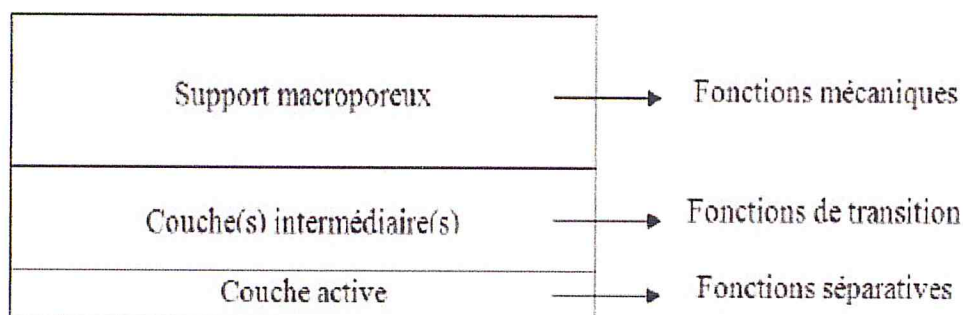 Support macroporeux
Fonctions mécaniques
Couche(s) intermédiaire(s)
Fonctions de transition
Couche active
Fonctions séparatives